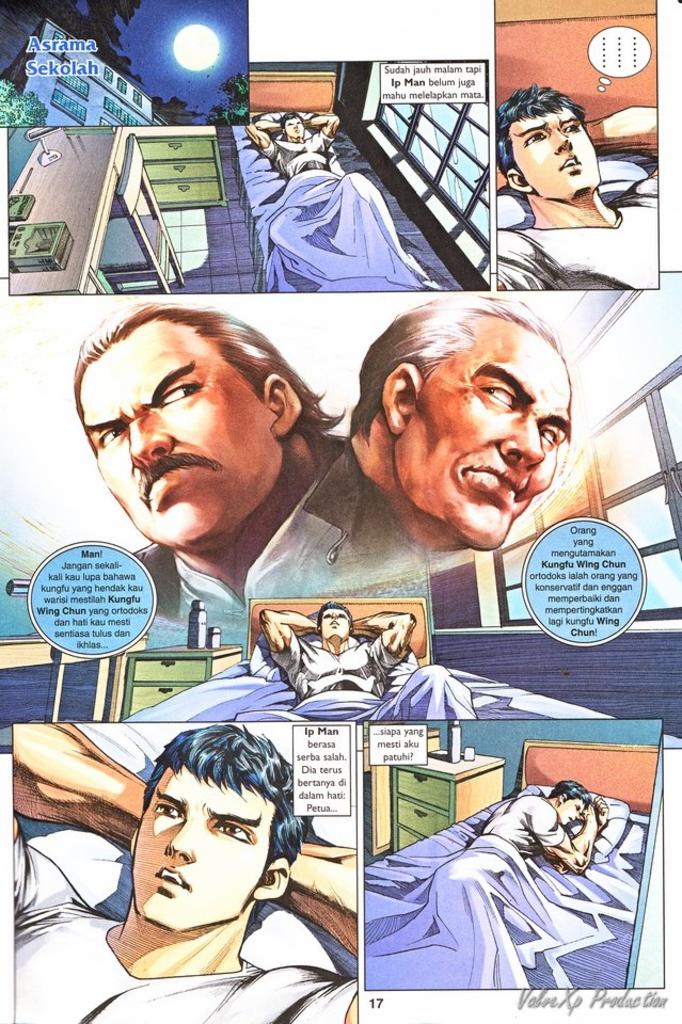 Asrama
Sekolah
Sudah jauh malam tapi
Ip Man belum juga
mahu melelapkan mata.
Man!
Jangan sekali-
kali kau lupa bahawa
kungfu yang hendak kau
warisi mestilah Kungfu
Wing Chun yang ortodoks
dan hati kau mesti
sentiasa tulus dan
ikhlas...
Orang
yang
mengutamakan
Kungfu Wing Chun
ortodoks ialah orang yang
konservatif dan enggan
memperbaiki dan
mempertingkatkan
lagi kungfu Wing
Chun!
Ip Man
berasa
serba salah.
Dia terus
bertanya di
dalam hati:
Petua...
...siapa yang
mesti aku
patuhi?
17
ValveXp Production